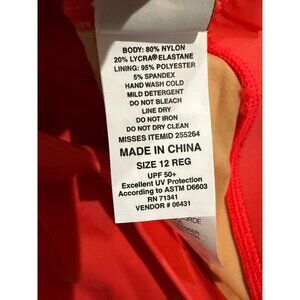 BODY: 80% NYLON
20% LYCRA® ELASTANE
LINING: 95% POLYESTER
5% SPANDEX
HAND WASH COLD
MILD DETERGENT
DO NOT BLEACH
LINE DRY
DO NOT IRON
DO NOT DRY CLEAN
MISSES ITEMID 255264
MADE IN CHINA
SIZE 12 REG
UPF 50+
Excellent UV Protection
According to ASTM D6603
RN 71341
VENDOR # 06431